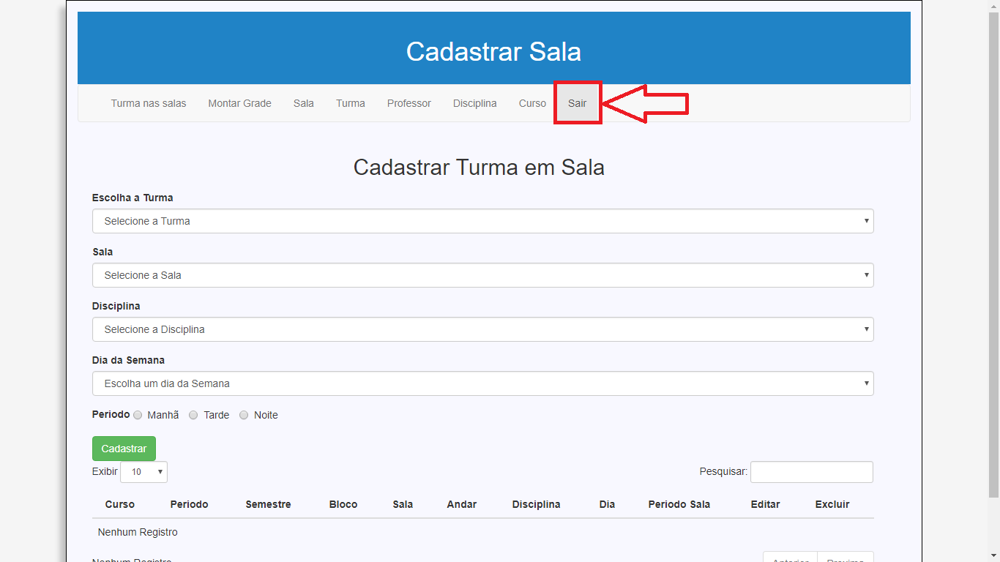 Cadastrar Sala
Turma nas salas Montar Grade Sala Turma Professor Disciplina Curso Sair
Cadastrar Turma em Sala
Escolha a Turma
Selecione a Turma
Sala
Selecione a Sala
Disciplina
Selecione a Disciplina
Dia da Semana
Escolha um dia da Semana
Periodo Manhã Tarde Noite
Cadastrar
Exibir 10 Pesquisar:
Curso Periodo Semestre Bloco Sala Andar Disciplina Dia Periodo Sala Editar Excluir
Nenhum Registro
Nenhum Registro Anterior Proximo